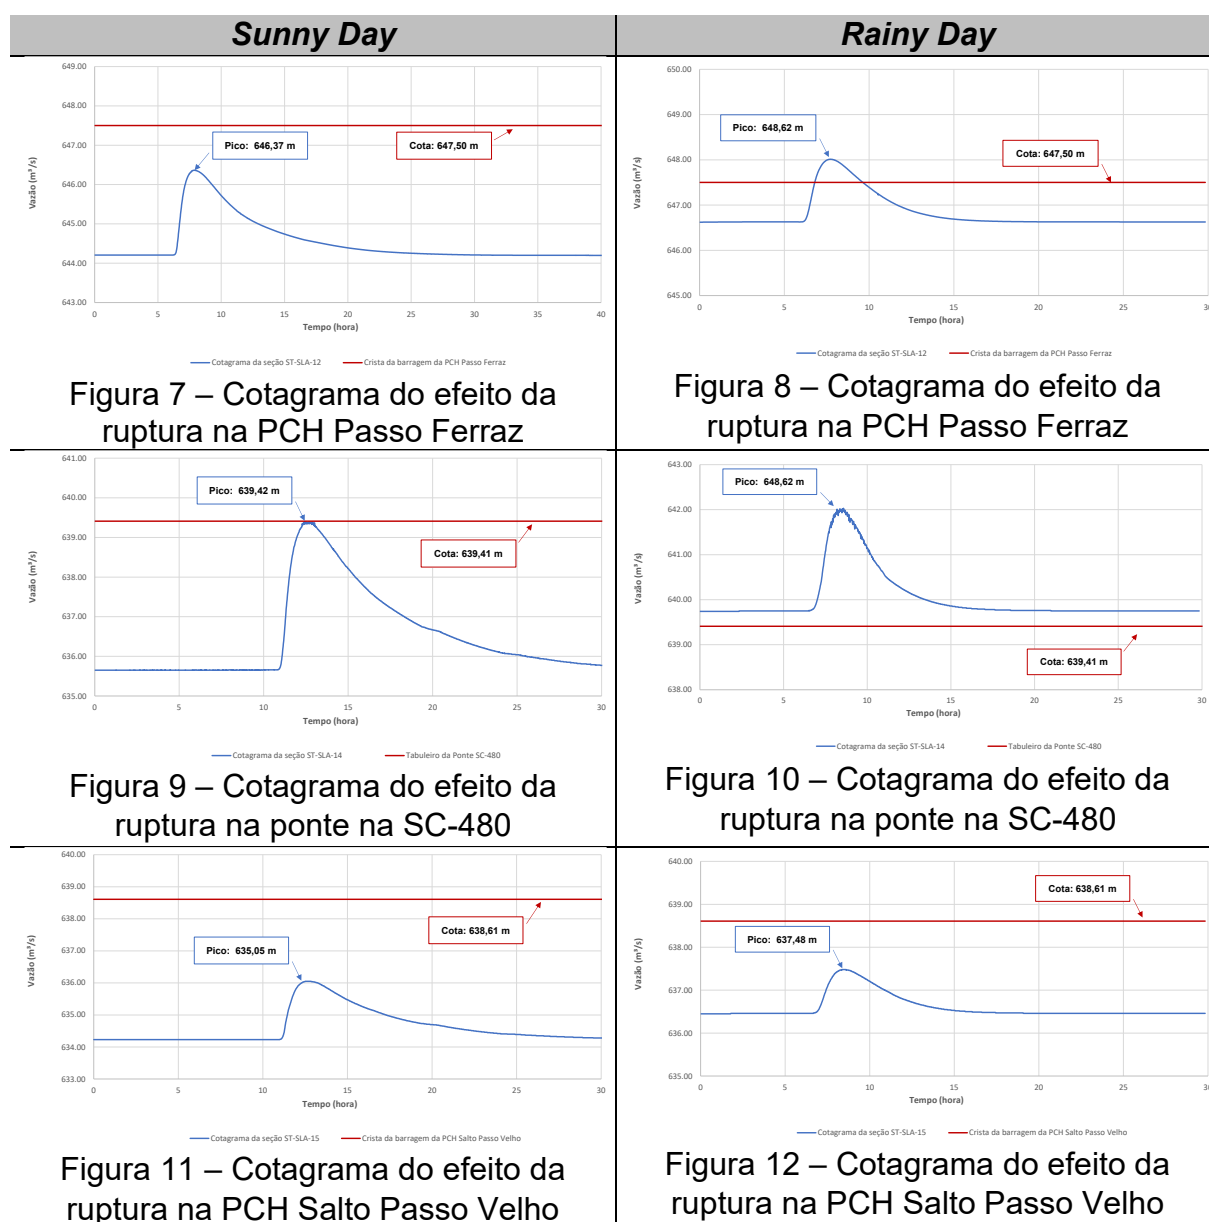 Sunny Day
Rainy Day
649.00
648.00
647.00
646.00
645.00
644.00
643.00
Vazão (m³/s)
Pico: 646,37 m
Cota: 647,50 m
0 5 10 15 20 25 30 35 40
Tempo (hora)
Cotagrama da seção ST-SLA-12 Crista da barragem da PCH Passo Ferraz
Figura 7 – Cotagrama do efeito da
ruptura na PCH Passo Ferraz
650.00
649.00
648.00
647.00
646.00
645.00
Vazão (m³/s)
Pico: 648,62 m
Cota: 647,50 m
0 5 10 15 20 25
Tempo (hora)
Cotagrama da seção ST-SLA-12 Crista da barragem da PCH Passo Ferraz
Figura 8 – Cotagrama do efeito da
ruptura na PCH Passo Ferraz
641.00
640.00
639.00
638.00
637.00
636.00
635.00
Vazão (m³/s)
Pico: 639,42 m
Cota: 639,41 m
0 5 10 15 20 25 30
Tempo (hora)
Cotagrama da seção ST-SLA-14 Tabuleiro da Ponte SC-480
Figura 9 – Cotagrama do efeito da
ruptura na ponte na SC-480
643.00
642.00
641.00
640.00
639.00
638.00
Vazão (m³/s)
Pico: 648,62 m
Cota: 639,41 m
0 5 10 15 20 25 30
Tempo (hora)
Cotagrama da seção ST-SLA-14 Tabuleiro da Ponte SC-480
Figura 10 – Cotagrama do efeito da
ruptura na ponte na SC-480
640.00
639.00
638.00
637.00
636.00
635.00
634.00
633.00
Vazão (m³/s)
Pico: 635,05 m
Cota: 638,61 m
0 5 10 15 20 25 30
Tempo (hora)
Cotagrama da seção ST-SLA-15 Crista da barragem da PCH Salto Passo Velho
Figura 11 – Cotagrama do efeito da
ruptura na PCH Salto Passo Velho
640.00
639.00
638.00
637.00
636.00
635.00
Vazão (m³/s)
Pico: 637,48 m
Cota: 638,61 m
0 5 10 15 20 25
Tempo (hora)
Cotagrama da seção ST-SLA-15 Crista da barragem da PCH Salto Passo Velho
Figura 12 – Cotagrama do efeito da
ruptura na PCH Salto Passo Velho